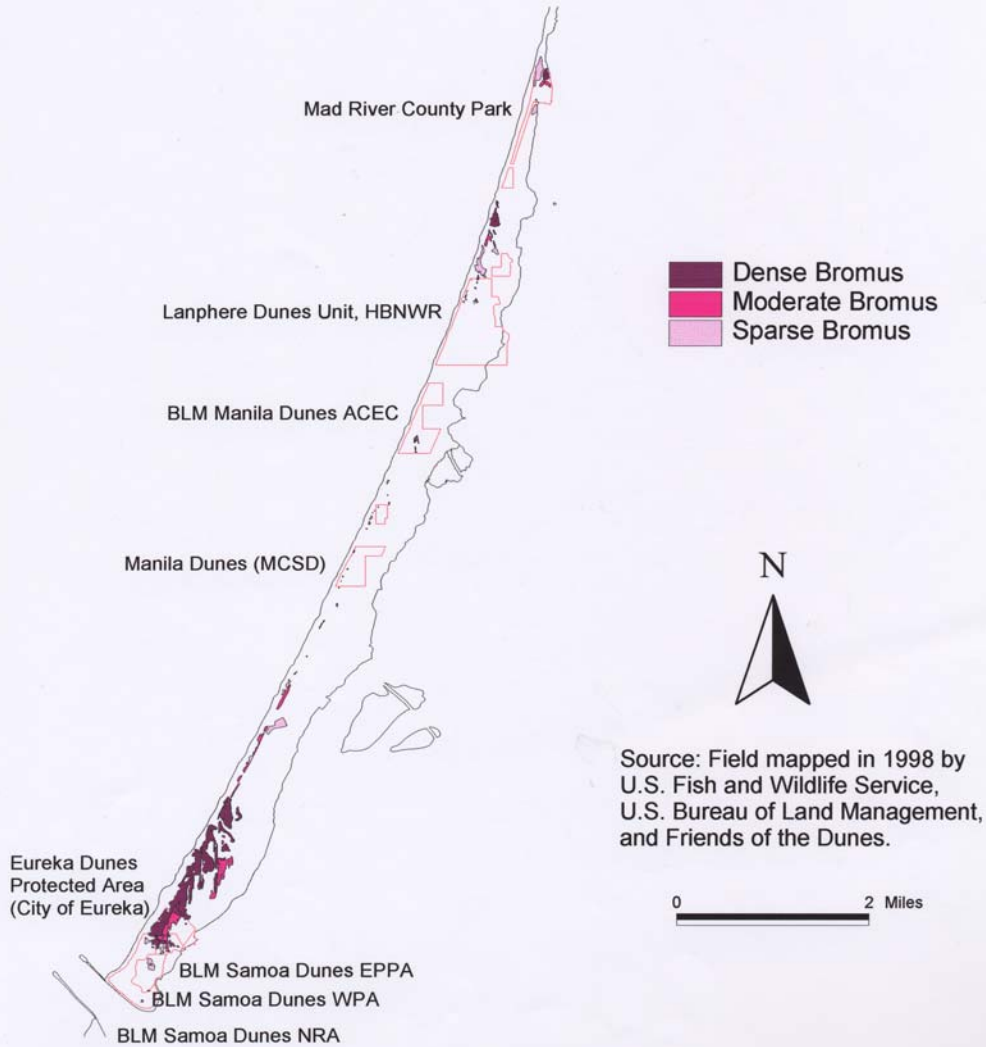 Mad River County Park
Dense Bromus
Moderate Bromus
Sparse Bromus
Lanphere Dunes Unit, HBNWR
BLM Manila Dunes ACEC
Manila Dunes (MCSD)
N
Source: Field mapped in 1998 by
U.S. Fish and Wildlife Service,
U.S. Bureau of Land Management,
and Friends of the Dunes.
Eureka Dunes
Protected Area
(City of Eureka)
0 2 Miles
BLM Samoa Dunes EPPA
BLM Samoa Dunes WPA
BLM Samoa Dunes NRA